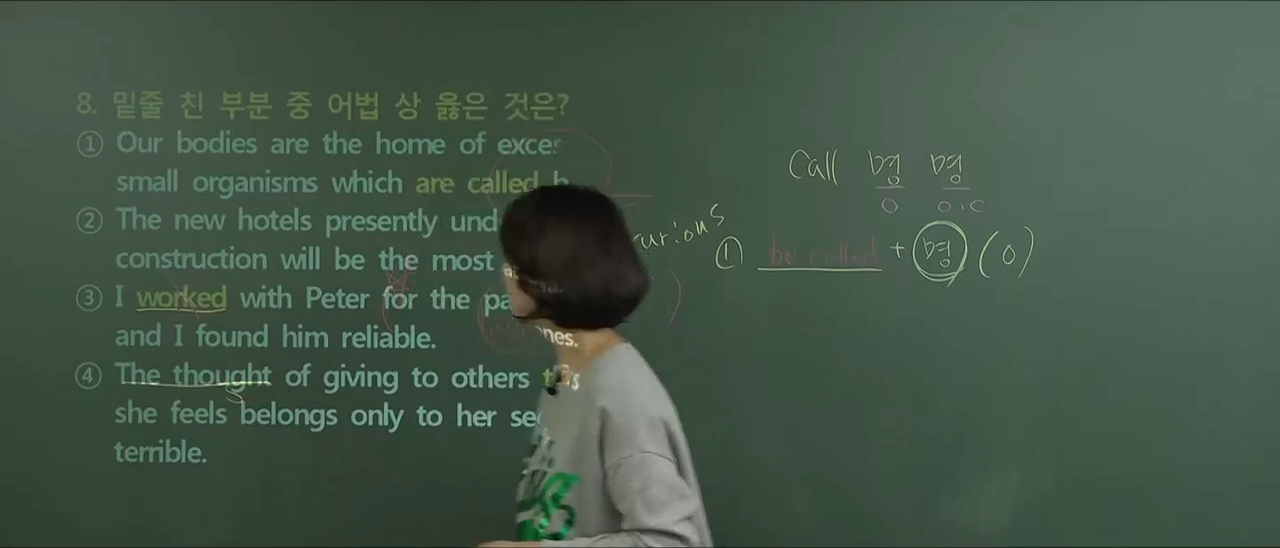 8. 밑줄 친 부분 중 어법 상 옳은 것은?
① Our bodies are the home of exces
small organisms which are called b
② The new hotels presently und
construction will be the most
③ I worked with Peter for the pa
and I found him reliable.
④ The thought of giving to others
she feels belongs only to her se
terrible.
curious
Call 명 명
O O.C
① be called + 명 (O)